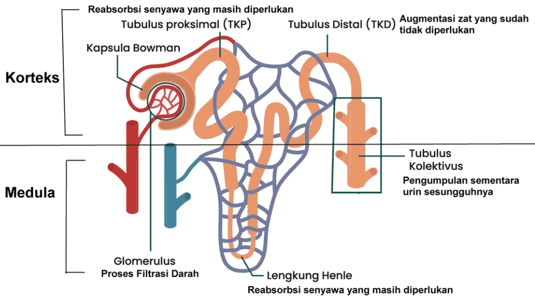 Reabsorbsi senyawa yang masih diperlukan
Tubulus proksimal (TKP)
Tubulus Distal (TKD)
Augmentasi zat yang sudah
tidak diperlukan
Kapsula Bowman
Korteks
Tubulus
Kolektivus
Pengumpulan sementara
urin sesungguhnya
Medula
Glomerulus
Proses Filtrasi Darah
Lengkung Henle
Reabsorbsi senyawa yang masih diperlukan